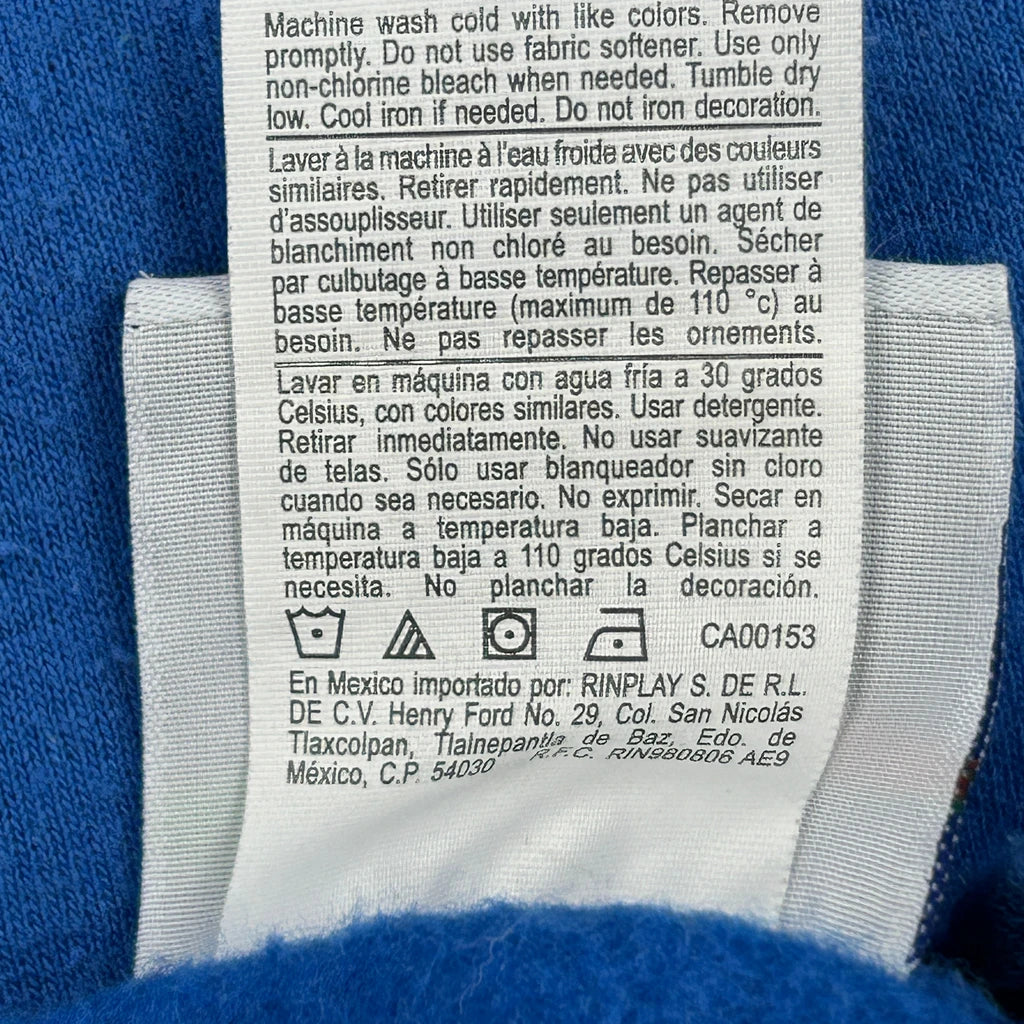 Machine wash cold with like colors. Remove
promptly. Do not use fabric softener. Use only
non-chlorine bleach when needed. Tumble dry
low. Cool iron if needed. Do not iron decoration.
Laver à la machine à l'eau froide avec des couleurs
similaires. Retirer rapidement. Ne pas utiliser
d'assouplisseur. Utiliser seulement un agent de
blanchiment non chloré au besoin. Sécher
par culbutage à basse température. Repasser à
basse température (maximum de 110 °c) au
besoin. Ne pas repasser les ornements.
Lavar en máquina con agua fría a 30 grados
Celsius, con colores similares. Usar detergente.
Retirar inmediatamente. No usar suavizante
de telas. Sólo usar blanqueador sin cloro
cuando sea necesario. No exprimir. Secar en
máquina a temperatura baja. Planchar a
temperatura baja a 110 grados Celsius si se
necesita. No planchar la decoración.
CA00153
En Mexico importado por: RINPLAY S. DE R.L.
DE C.V. Henry Ford No. 29, Col. San Nicolás
Tlaxcolpan, Tlalnepantla de Baz, Edo. de
México, C.P. 54030 R.F.C. RIN980806 AE9